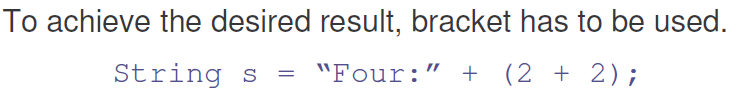 To achieve the desired result, bracket has to be used.
String s = “Four:” + (2 + 2);